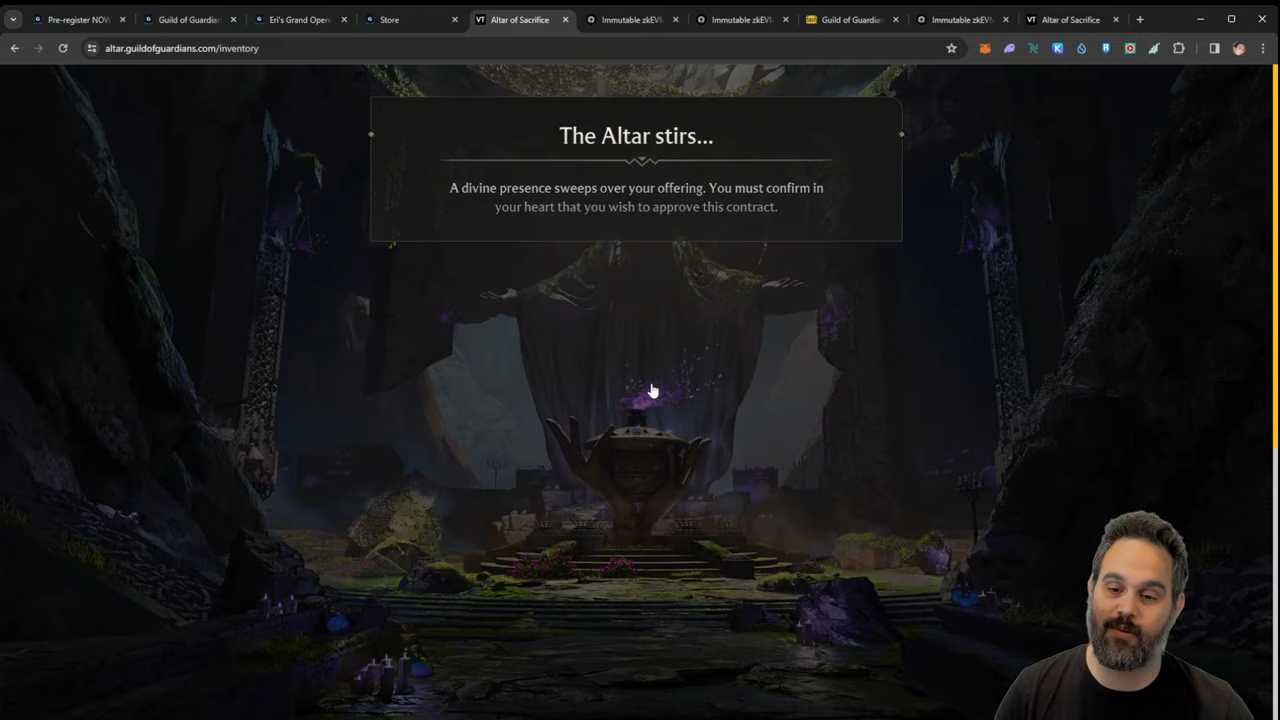 Pre-register NOW
Guild of Guardian
Eri's Grand Open
Store
Altar of Sacrifice
Immutable zkEVM
Immutable zkEVM
Guild of Guardian
Immutable zkEVM
Altar of Sacrifice
altar.guildofguardians.com/inventory
The Altar stirs...
A divine presence sweeps over your offering. You must confirm in
your heart that you wish to approve this contract.